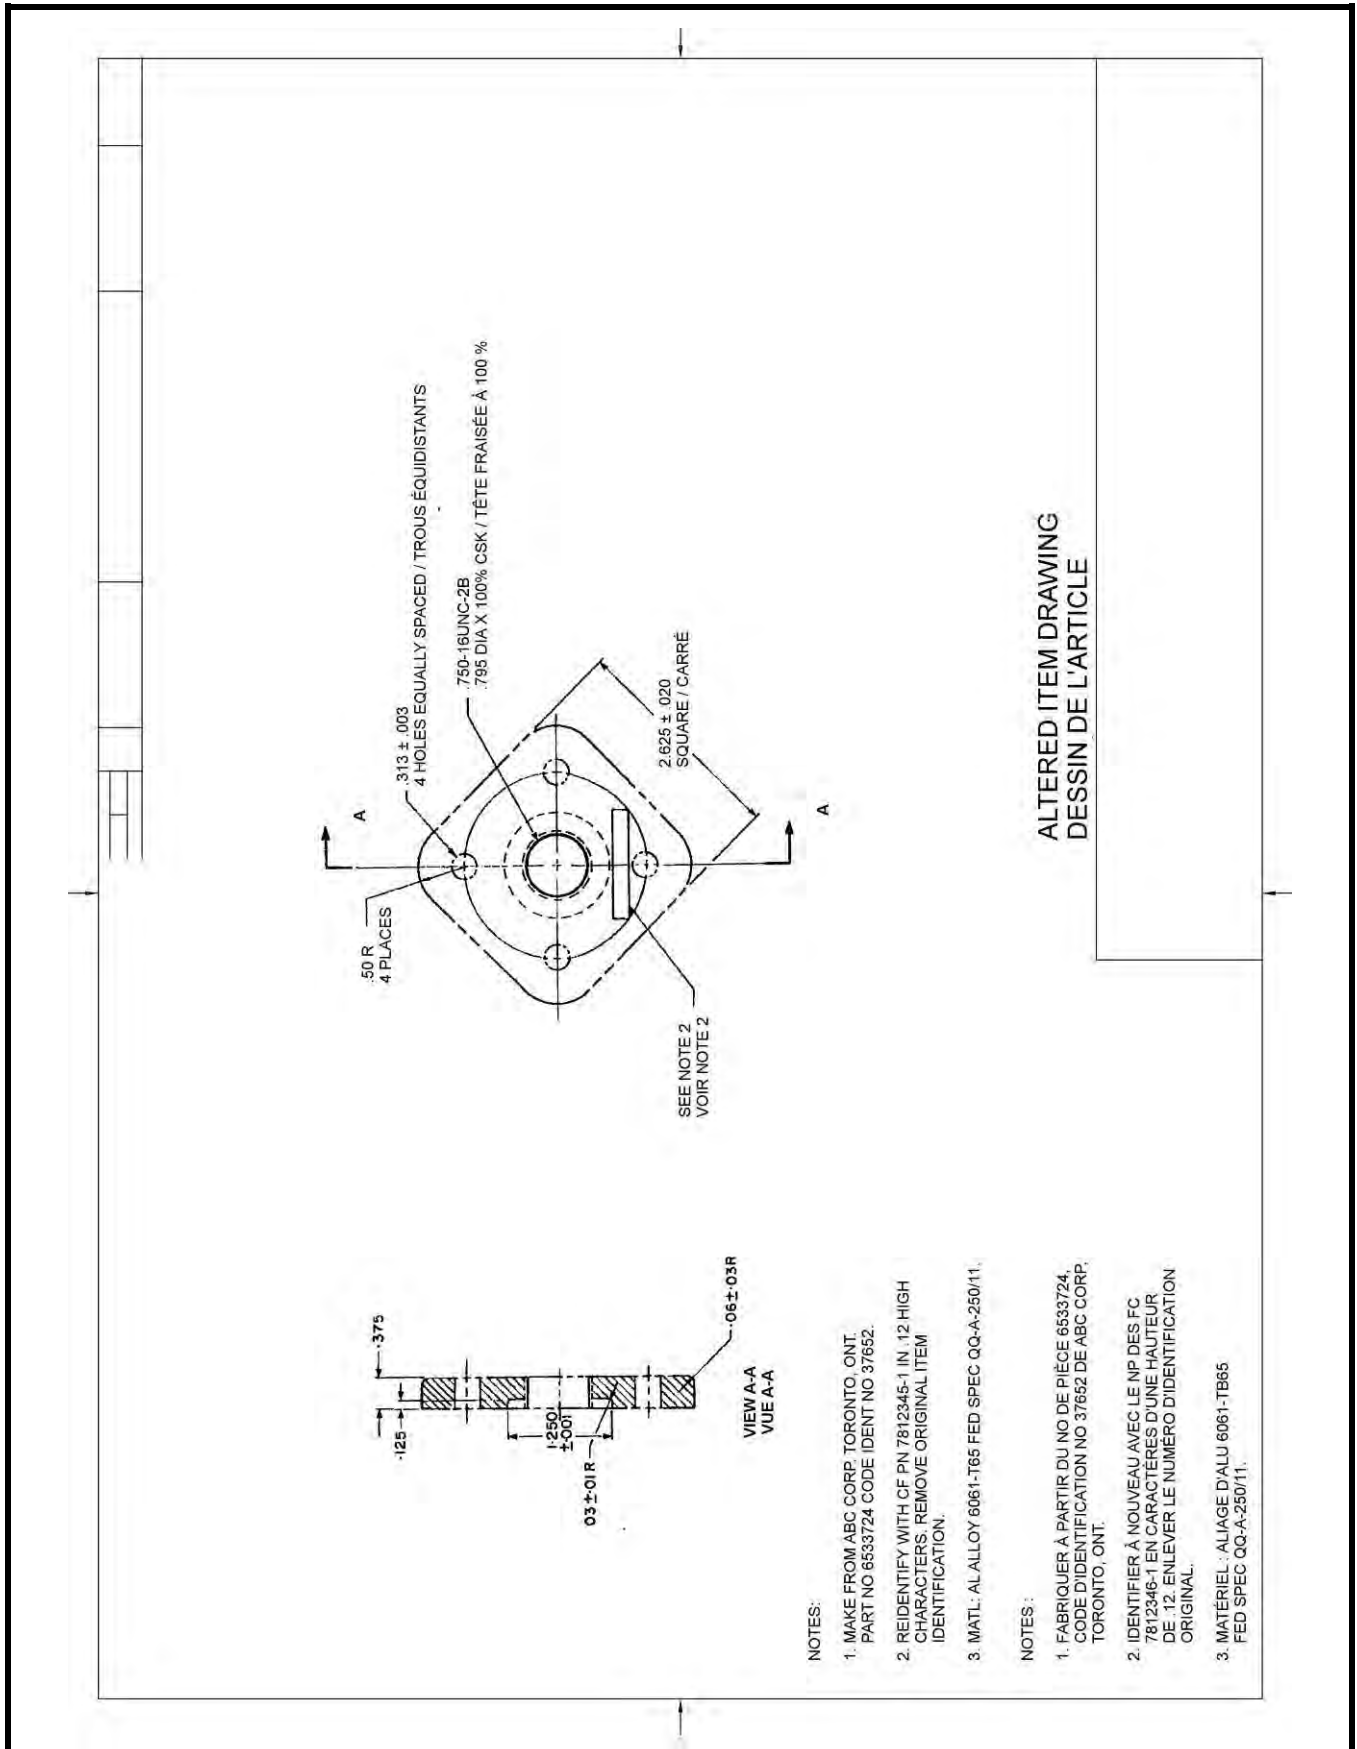 .50 R
4 PLACES
.313 ± .003
4 HOLES EQUALLY SPACED / TROUS ÉQUIDISTANTS
.750-16UNC-2B
.795 DIA X 100% CSK / TÊTE FRAISÉE À 100 %
A
A
2.625 ± .020
SQUARE / CARRÉ
SEE NOTE 2
VOIR NOTE 2
.375
.125
1.250
±.001
.03±.01R
.06±.03R
VIEW A-A
VUE A-A
NOTES:
1. MAKE FROM ABC CORP, TORONTO, ONT.
PART NO 6533724 CODE IDENT NO 37652.
2. REIDENTIFY WITH CF PN 7812345-1 IN .12 HIGH
CHARACTERS. REMOVE ORIGINAL ITEM
IDENTIFICATION.
3. MATL: AL ALLOY 6061-T65 FED SPEC QQ-A-250/11.
NOTES :
1. FABRIQUER À PARTIR DU NO DE PIÈCE 6533724,
CODE D'IDENTIFICATION NO 37652 DE ABC CORP,
TORONTO, ONT.
2. IDENTIFIER À NOUVEAU AVEC LE NP DES FC
7812346-1 EN CARACTÈRES D'UNE HAUTEUR
DE .12. ENLEVER LE NUMÉRO D'IDENTIFICATION
ORIGINAL.
3. MATÉRIEL : ALIAGE D'ALU 6061-TB65
FED SPEC QQ-A-250/11.
ALTERED ITEM DRAWING
DESSIN DE L'ARTICLE